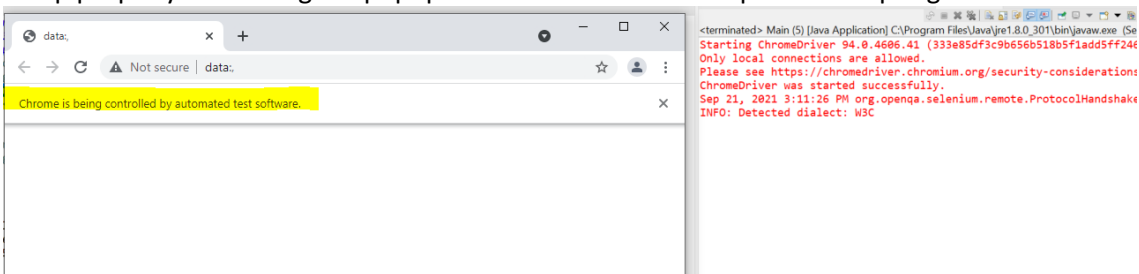 data:,
Not secure | data:,
Chrome is being controlled by automated test software.
<terminated> Main (5) [Java Application] C:\Program Files\Java\jre1.8.0_301\bin\javaw.exe (Se
Starting ChromeDriver 94.0.4606.41 (333e85df3c9b656b518b5f1add5ff246
Only local connections are allowed.
Please see https://chromedriver.chromium.org/security-considerations
ChromeDriver was started successfully.
Sep 21, 2021 3:11:26 PM org.openqa.selenium.remote.ProtocolHandshake
INFO: Detected dialect: W3C